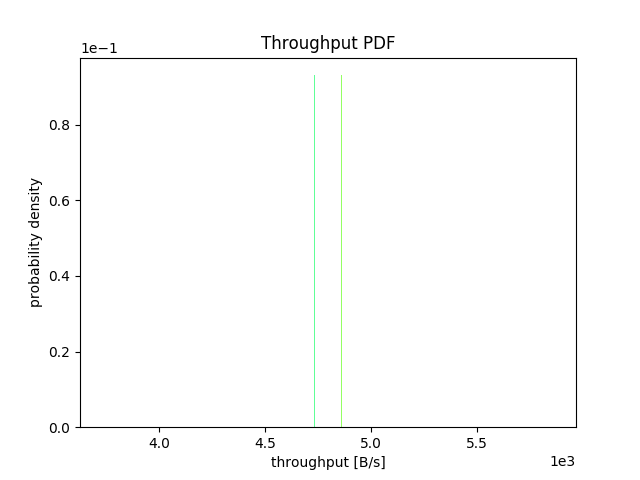 Throughput PDF
1e−1
probability density
0.8
0.6
0.4
0.2
0.0
4.0 4.5 5.0 5.5
throughput [B/s]
1e3